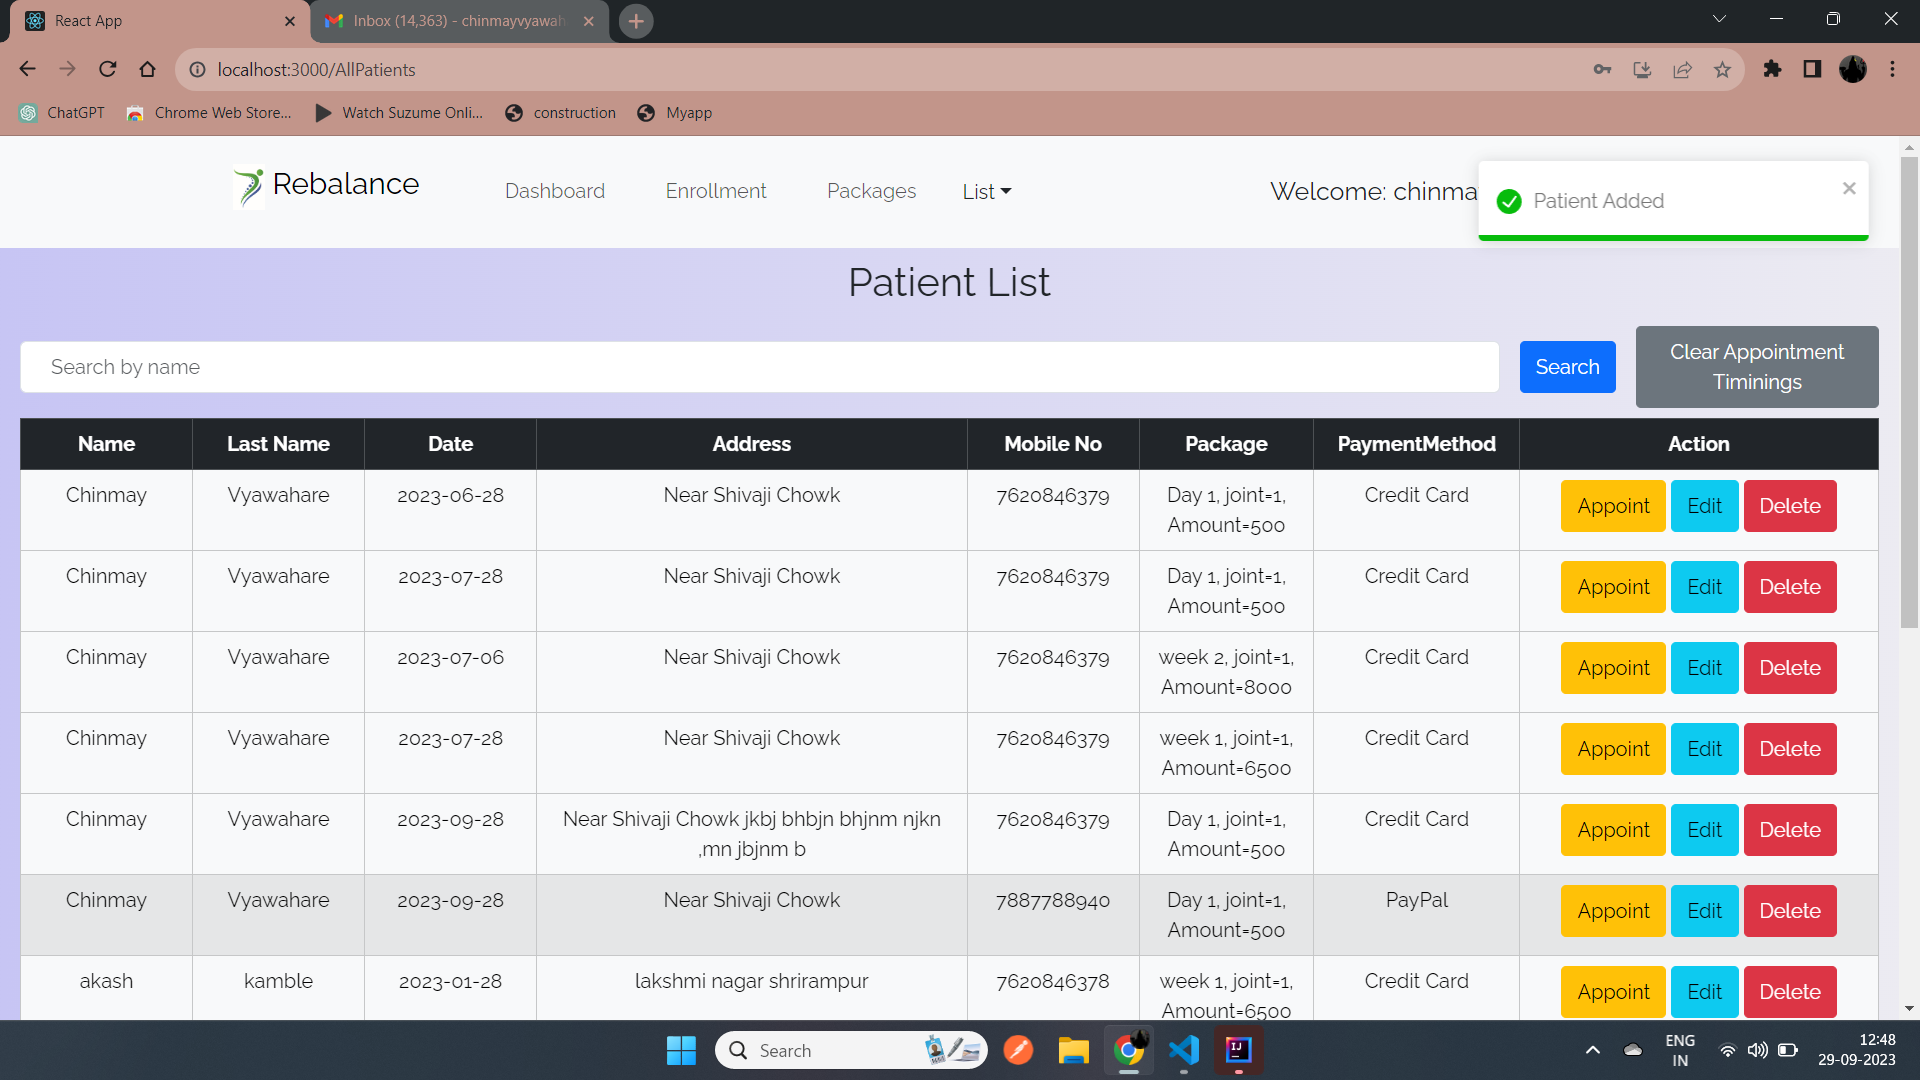 React App
Inbox (14,363) - chinmayvyawah
localhost:3000/AllPatients
ChatGPT
Chrome Web Store...
Watch Suzume Onli...
construction
Myapp
Rebalance
Dashboard
Enrollment
Packages
List
Welcome: chinma
Patient Added
Patient List
Search by name
Search
Clear Appointment
Timinings
Name Last Name Date Address Mobile No Package PaymentMethod Action
Chinmay Vyawahare 2023-06-28 Near Shivaji Chowk 7620846379 Day 1, joint=1, Credit Card Appoint Edit Delete
Amount=500
Chinmay Vyawahare 2023-07-28 Near Shivaji Chowk 7620846379 Day 1, joint=1, Credit Card Appoint Edit Delete
Amount=500
Chinmay Vyawahare 2023-07-06 Near Shivaji Chowk 7620846379 week 2, joint=1, Credit Card Appoint Edit Delete
Amount=8000
Chinmay Vyawahare 2023-07-28 Near Shivaji Chowk 7620846379 week 1, joint=1, Credit Card Appoint Edit Delete
Amount=6500
Chinmay Vyawahare 2023-09-28 Near Shivaji Chowk jkbj bhbjn bhjnm njkn 7620846379 Day 1, joint=1, Credit Card Appoint Edit Delete
,mn jbjnm b Amount=500
Chinmay Vyawahare 2023-09-28 Near Shivaji Chowk 7887788940 Day 1, joint=1, PayPal Appoint Edit Delete
Amount=500
akash kamble 2023-01-28 lakshmi nagar shrirampur 7620846378 week 1, joint=1, Credit Card Appoint Edit Delete
Amount=6500
Search
IJ
ENG
IN
12:48
29-09-2023